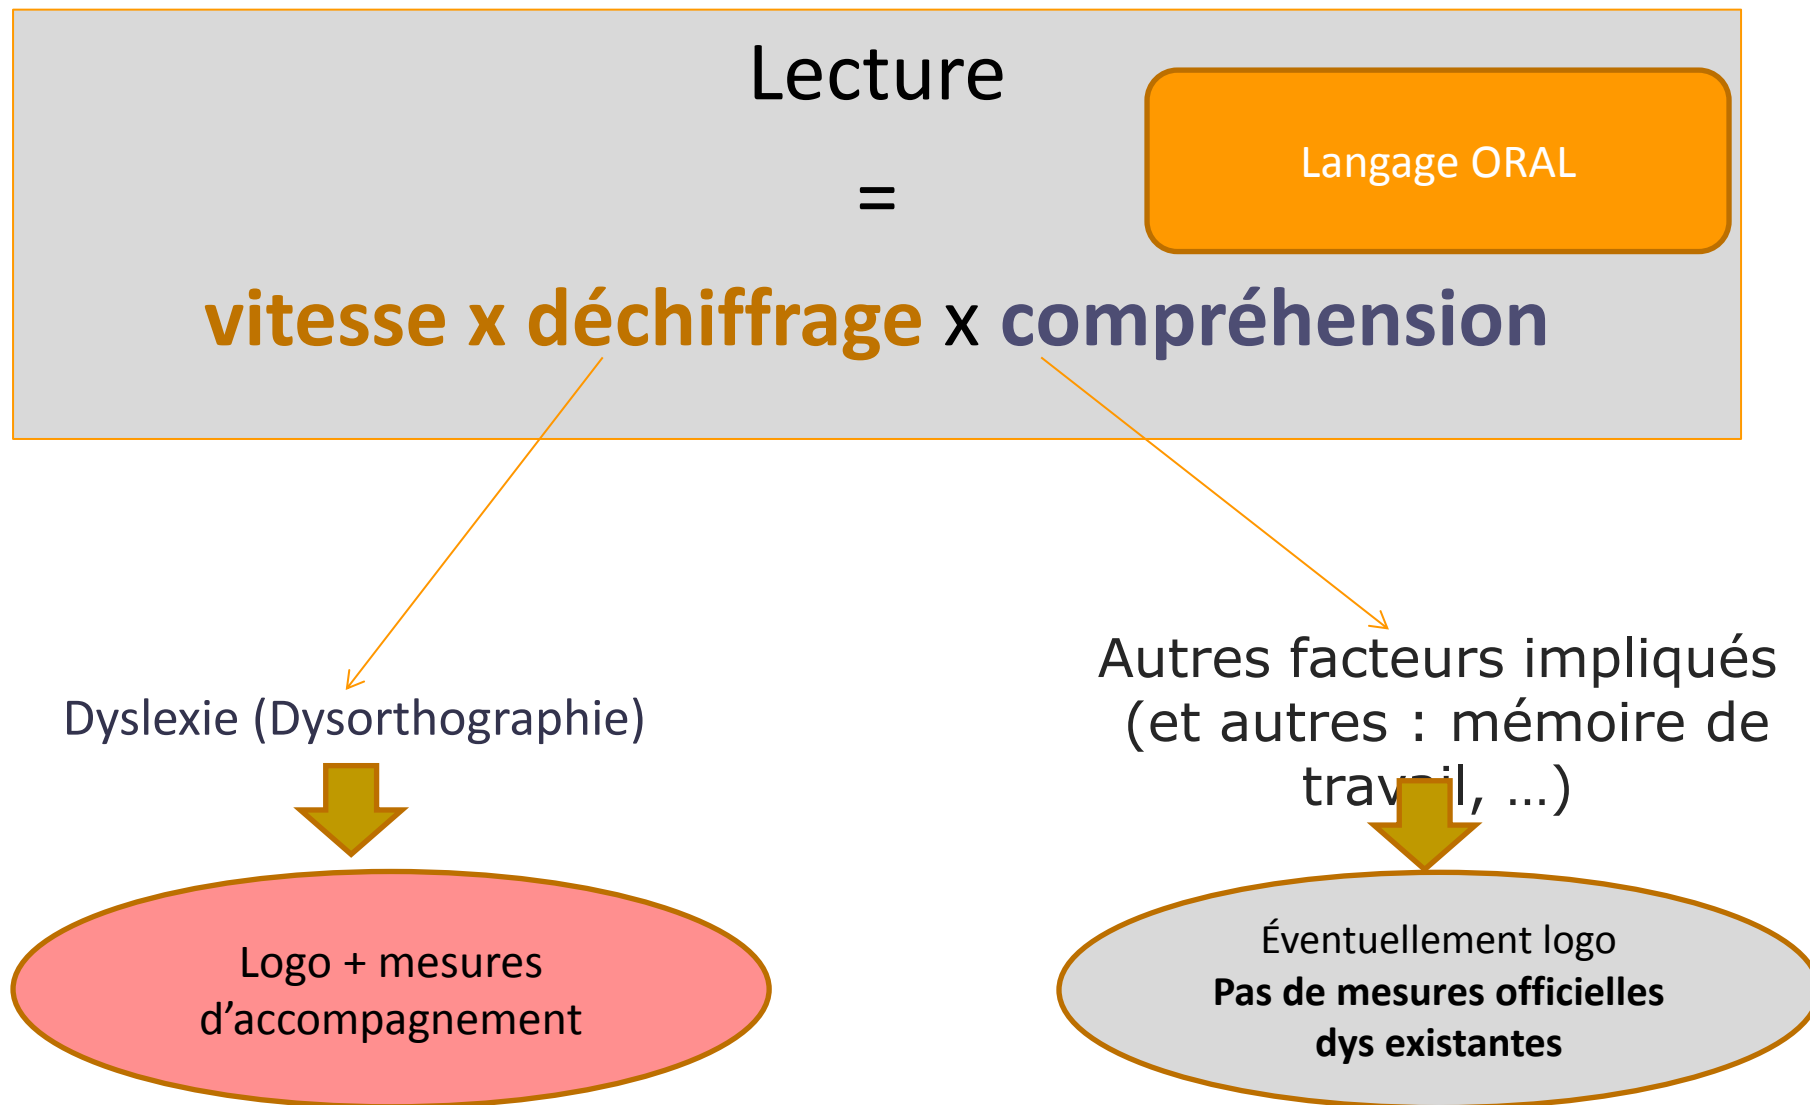 Lecture
Langage ORAL
=
vitesse x déchiffrage x compréhension
Autres facteurs impliqués
(et autres : mémoire de
travail, ...)
Dyslexie (Dysorthographie)
Logo + mesures
d’accompagnement
Éventuellement logo
Pas de mesures officielles
dys existantes